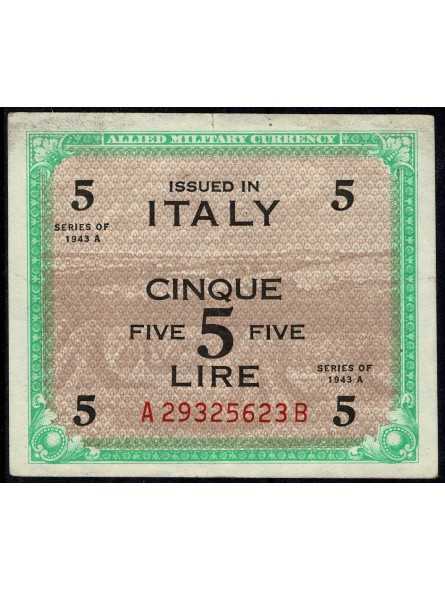 ALLIED MILITARY CURRENCY
5 ISSUED IN 5
ITALY
SERIES OF
1943 A
CINQUE
FIVE 5 FIVE
LIRE
SERIES OF
1943 A
5 A 29325623 B 5